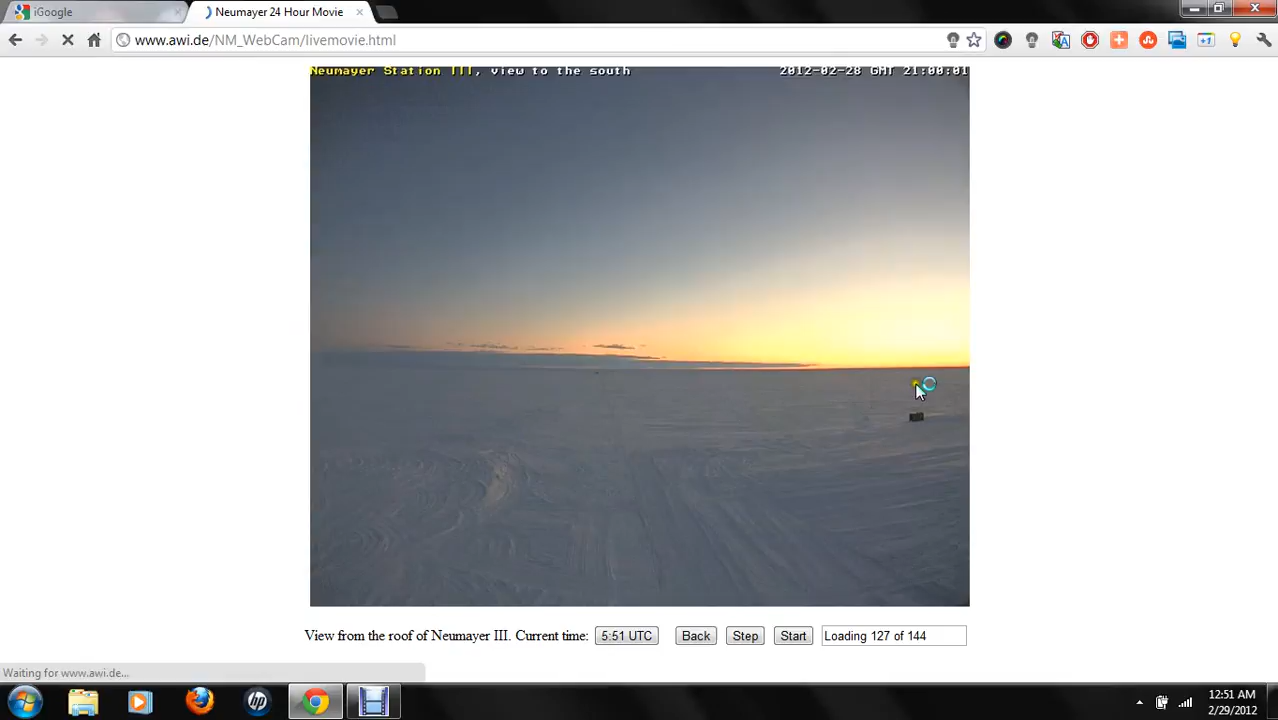 iGoogle
Neumayer 24 Hour Movie
www.awi.de/NM_WebCam/livemovie.html
Neumayer Station III, view to the south 2012-02-28 GMT 21:00:01
View from the roof of Neumayer III. Current time: 5:51 UTC Back Step Start Loading 127 of 144
Waiting for www.awi.de...
12:51 AM
2/29/2012